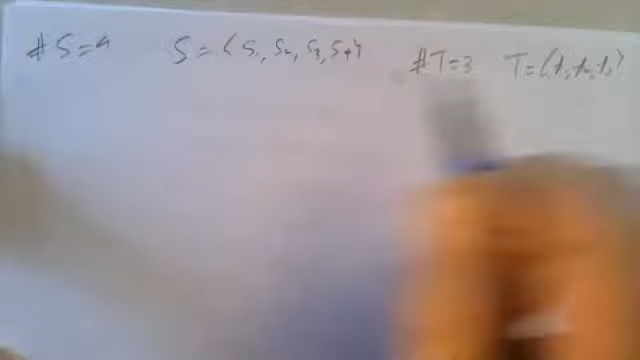 #S=4 S={s₁, s₂, s₃, s₄} #T=3 T={t₁, t₂, t₃}